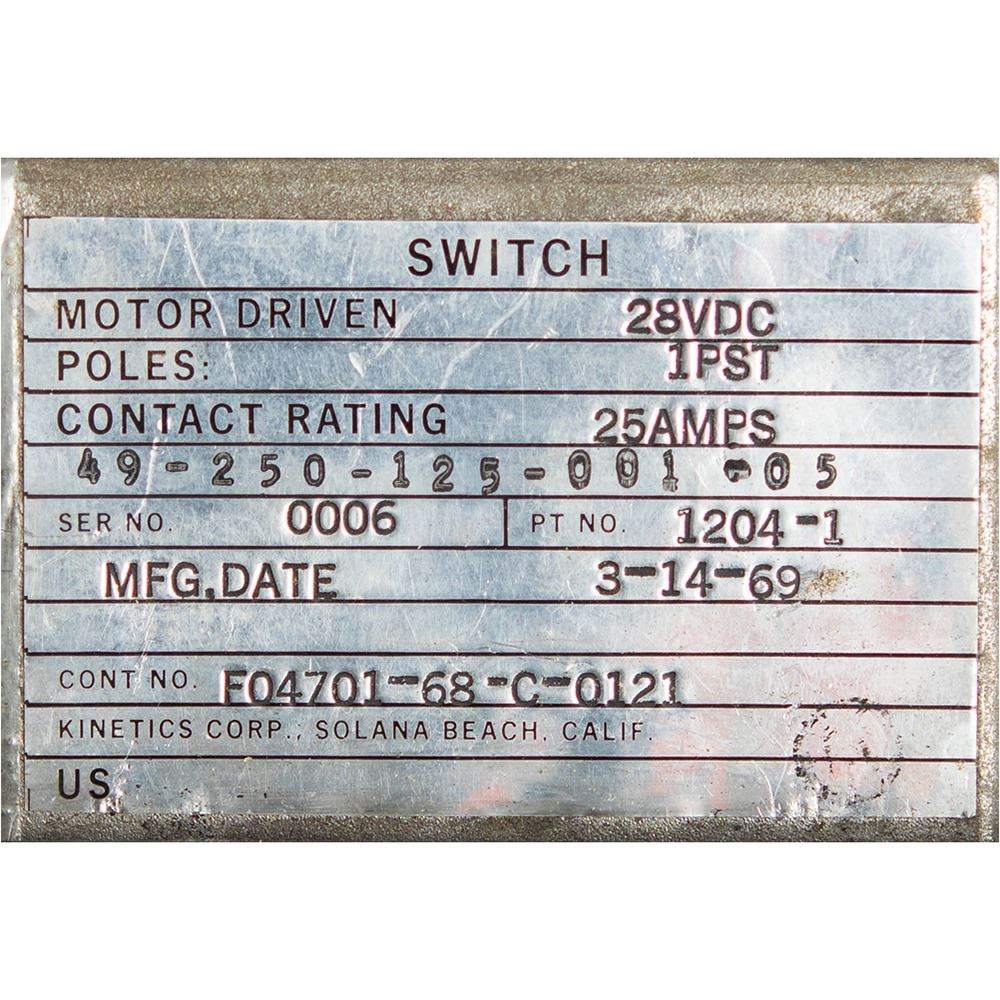 SWITCH
MOTOR DRIVEN 28VDC
POLES: 1PST
CONTACT RATING 25AMPS
49-250-125-001-05
SER NO. 0006 PT NO. 1204-1
MFG.DATE 3-14-69
CONT NO. F04701-68-C-0121
KINETICS CORP., SOLANA BEACH, CALIF.
US